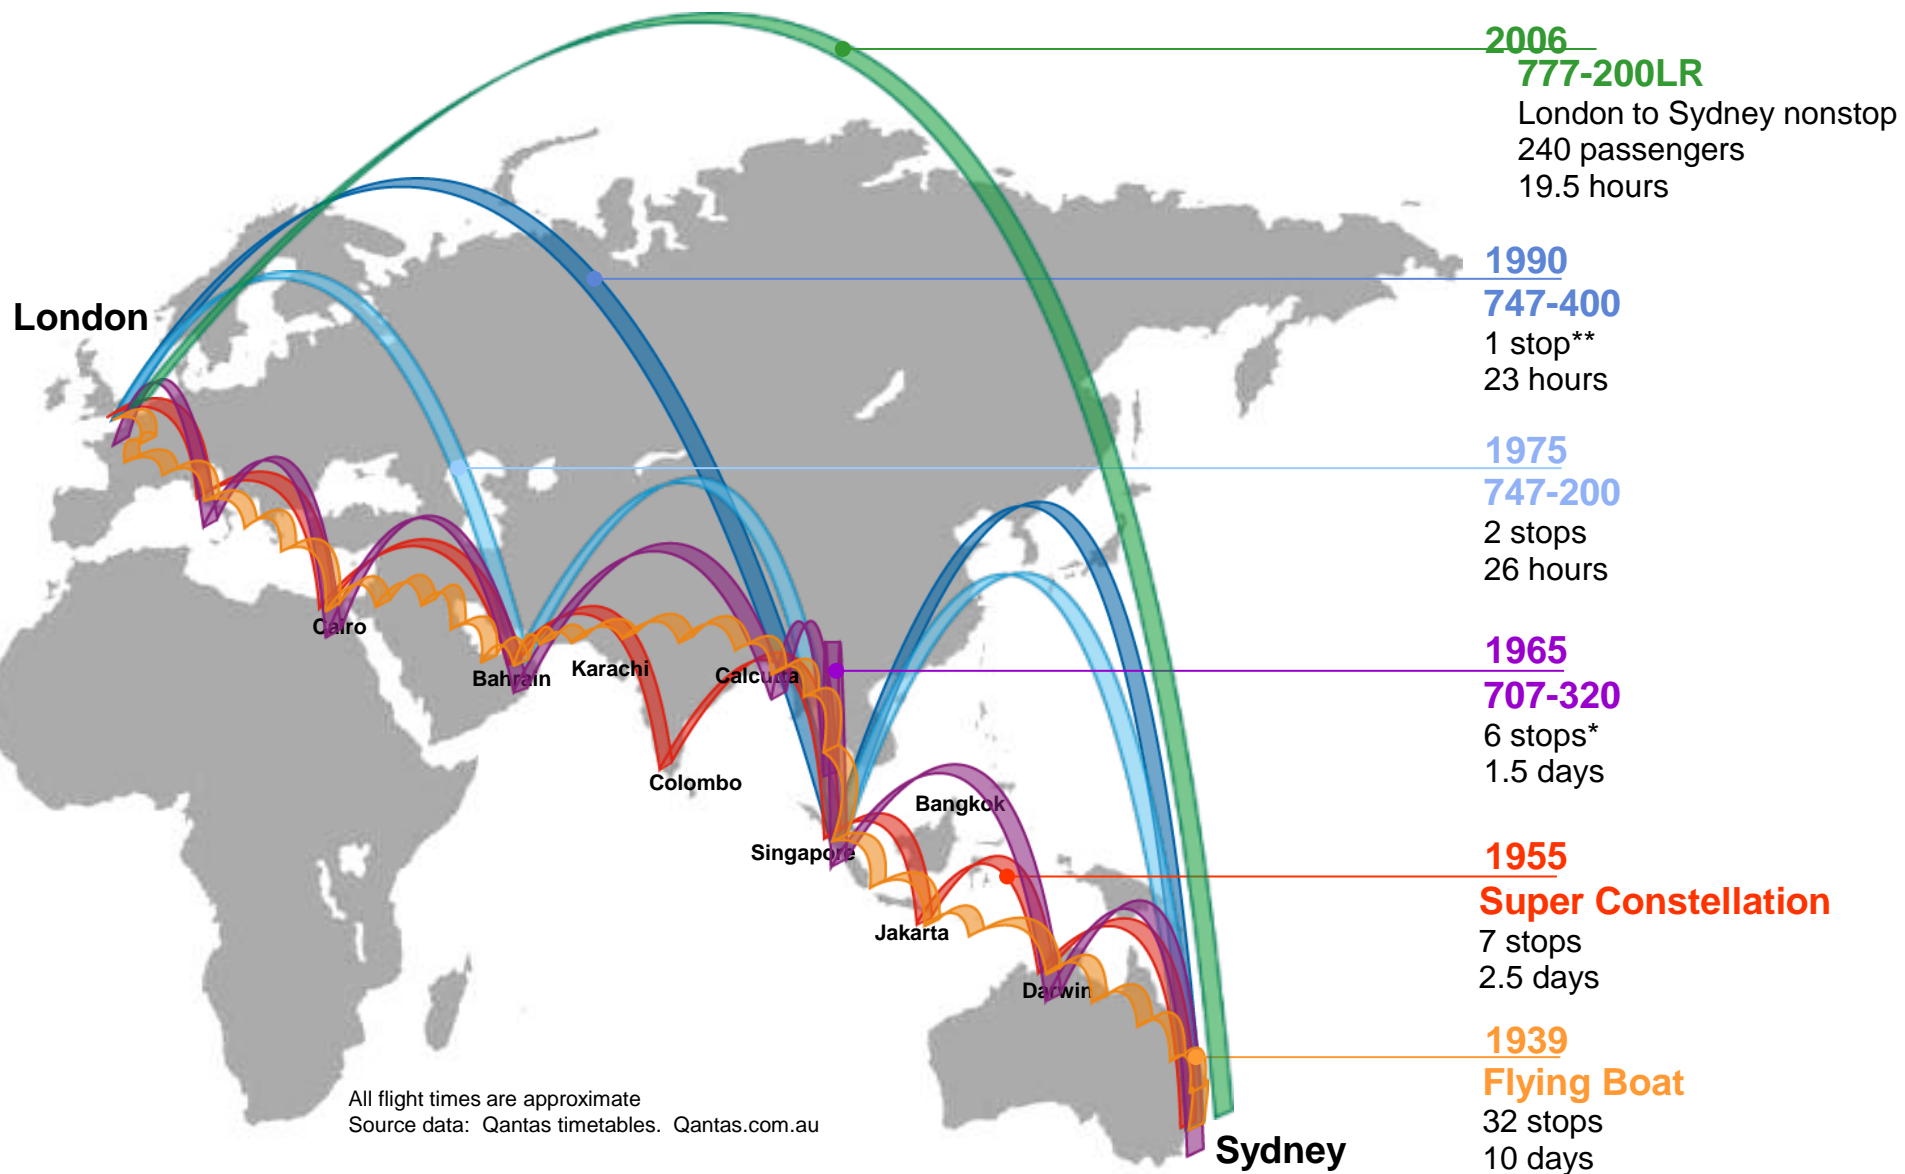 2006
777-200LR
London to Sydney nonstop
240 passengers
19.5 hours
1990
747-400
1 stop**
23 hours
London
1975
747-200
2 stops
26 hours
Cairo
Bahrain
Karachi
Calcutta
1965
707-320
6 stops*
1.5 days
Colombo
Bangkok
Singapore
1955
Super Constellation
7 stops
2.5 days
Jakarta
Darwin
1939
Flying Boat
32 stops
10 days
All flight times are approximate
Source data: Qantas timetables. Qantas.com.au
Sydney